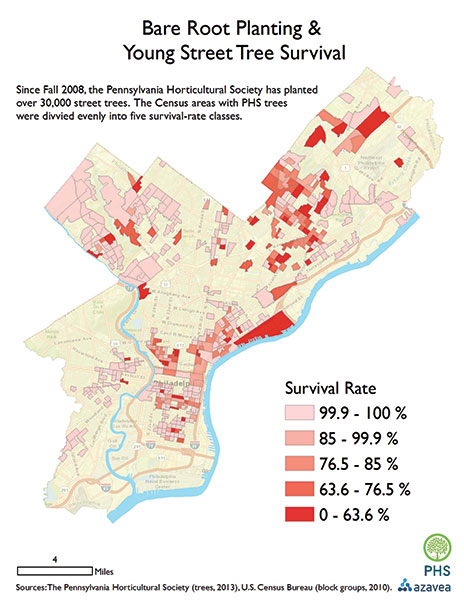 Bare Root Planting &
Young Street Tree Survival
Since Fall 2008, the Pennsylvania Horticultural Society has planted
over 30,000 street trees. The Census areas with PHS trees
were divvied evenly into five survival-rate classes.
Survival Rate
99.9 - 100 %
85 - 99.9 %
76.5 - 85 %
63.6 - 76.5 %
0 - 63.6 %
4
Miles
PHS
azavea
Sources: The Pennsylvania Horticultural Society (trees, 2013), U.S. Census Bureau (block groups, 2010).